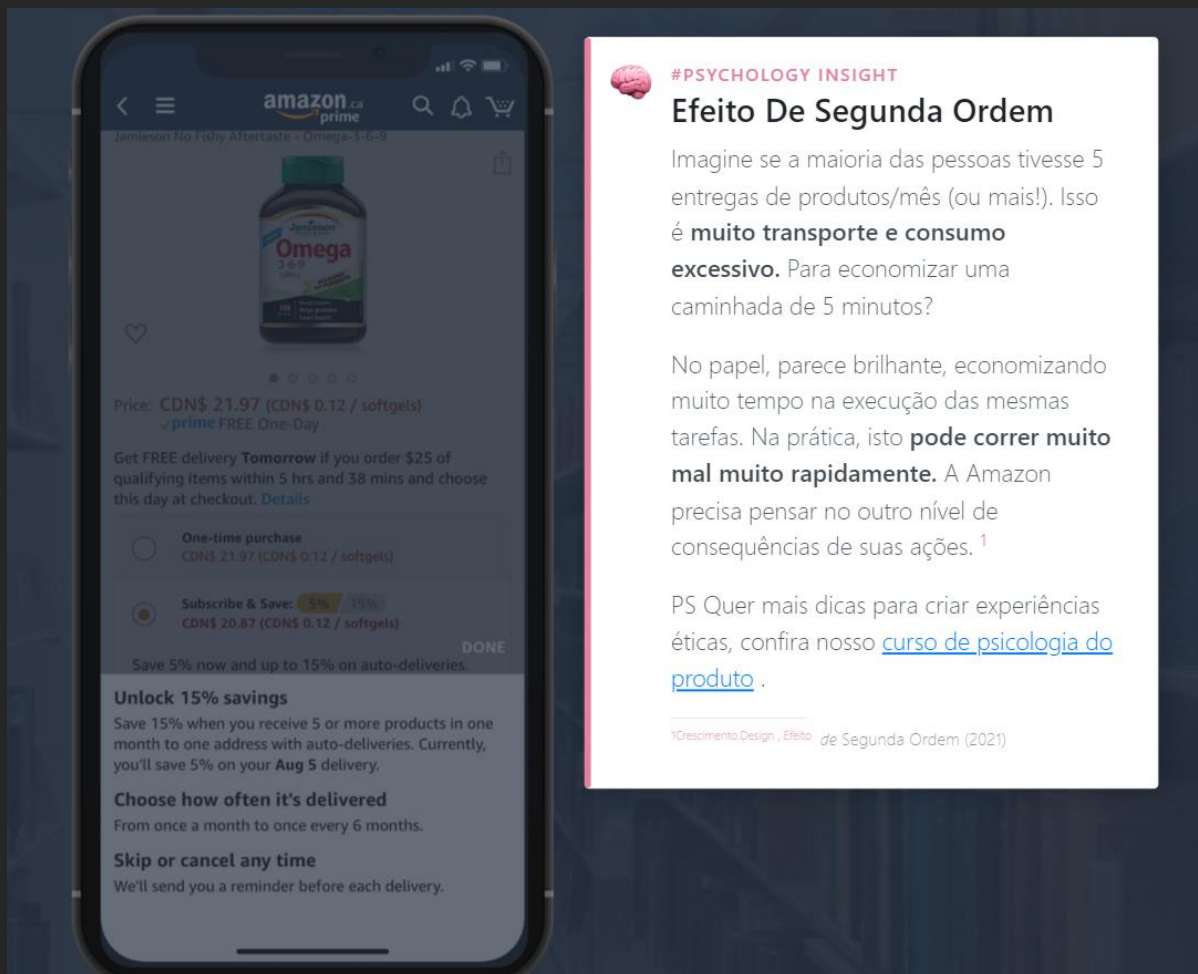 amazon.ca
prime
Jamieson No Fishy Aftertaste - Omega-3-6-9
Jamieson
Omega
3-6-9
Price: CDN$ 21.97 (CDN$ 0.12 / softgels)
prime FREE One-Day
Get FREE delivery Tomorrow if you order $25 of
qualifying items within 5 hrs and 38 mins and choose
this day at checkout. Details
One-time purchase
CDN$ 21.97 (CDN$ 0.12 / softgels)
Subscribe & Save: 5% 15%
CDN$ 20.87 (CDN$ 0.12 / softgels)
DONE
Save 5% now and up to 15% on auto-deliveries.
Unlock 15% savings
Save 15% when you receive 5 or more products in one
month to one address with auto-deliveries. Currently,
you'll save 5% on your Aug 5 delivery.
Choose how often it's delivered
From once a month to once every 6 months.
Skip or cancel any time
We'll send you a reminder before each delivery.
#PSYCHOLOGY INSIGHT
Efeito De Segunda Ordem
Imagine se a maioria das pessoas tivesse 5
entregas de produtos/mês (ou mais!). Isso
é muito transporte e consumo
excessivo. Para economizar uma
caminhada de 5 minutos?
No papel, parece brilhante, economizando
muito tempo na execução das mesmas
tarefas. Na prática, isto pode correr muito
mal muito rapidamente. A Amazon
precisa pensar no outro nível de
consequências de suas ações. 1
PS Quer mais dicas para criar experiências
éticas, confira nosso curso de psicologia do
produto .
1Crescimento.Design , Efeito de Segunda Ordem (2021)